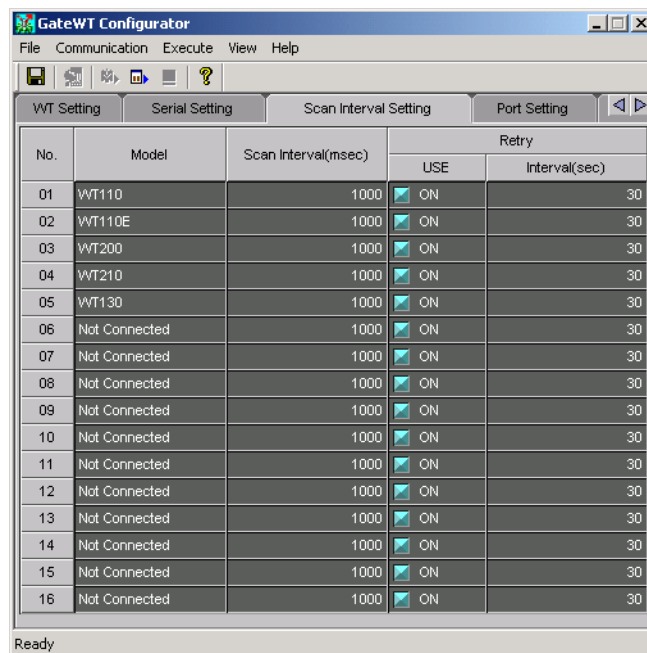 GateWT Configurator
File Communication Execute View Help
WT Setting Serial Setting Scan Interval Setting Port Setting
No. Model Scan Interval(msec) Retry
USE Interval(sec)
01 WT110 1000 ON 30
02 WT110E 1000 ON 30
03 WT200 1000 ON 30
04 WT210 1000 ON 30
05 WT130 1000 ON 30
06 Not Connected 1000 ON 30
07 Not Connected 1000 ON 30
08 Not Connected 1000 ON 30
09 Not Connected 1000 ON 30
10 Not Connected 1000 ON 30
11 Not Connected 1000 ON 30
12 Not Connected 1000 ON 30
13 Not Connected 1000 ON 30
14 Not Connected 1000 ON 30
15 Not Connected 1000 ON 30
16 Not Connected 1000 ON 30
Ready